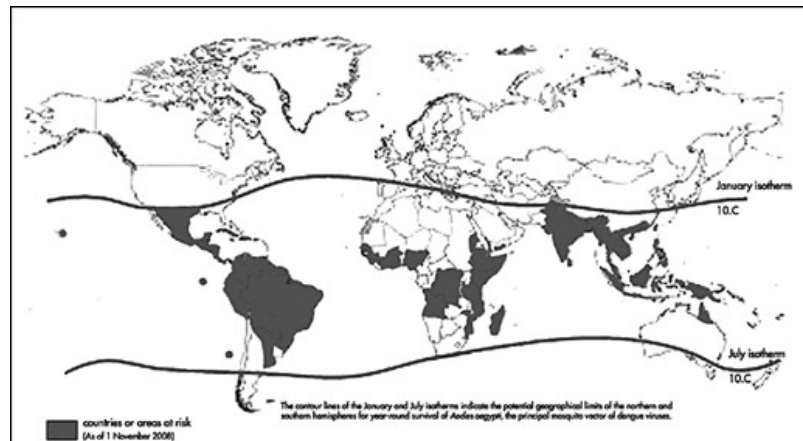 January isotherm
10.C
July isotherm
10.C
The contour lines of the January and July isotherms indicate the potential geographical limits of the northern and
southern hemispheres for year-round survival of Aedes aegypti, the principal mosquito vector of dengue viruses.
countries or areas at risk
(As of 1 November 2008)